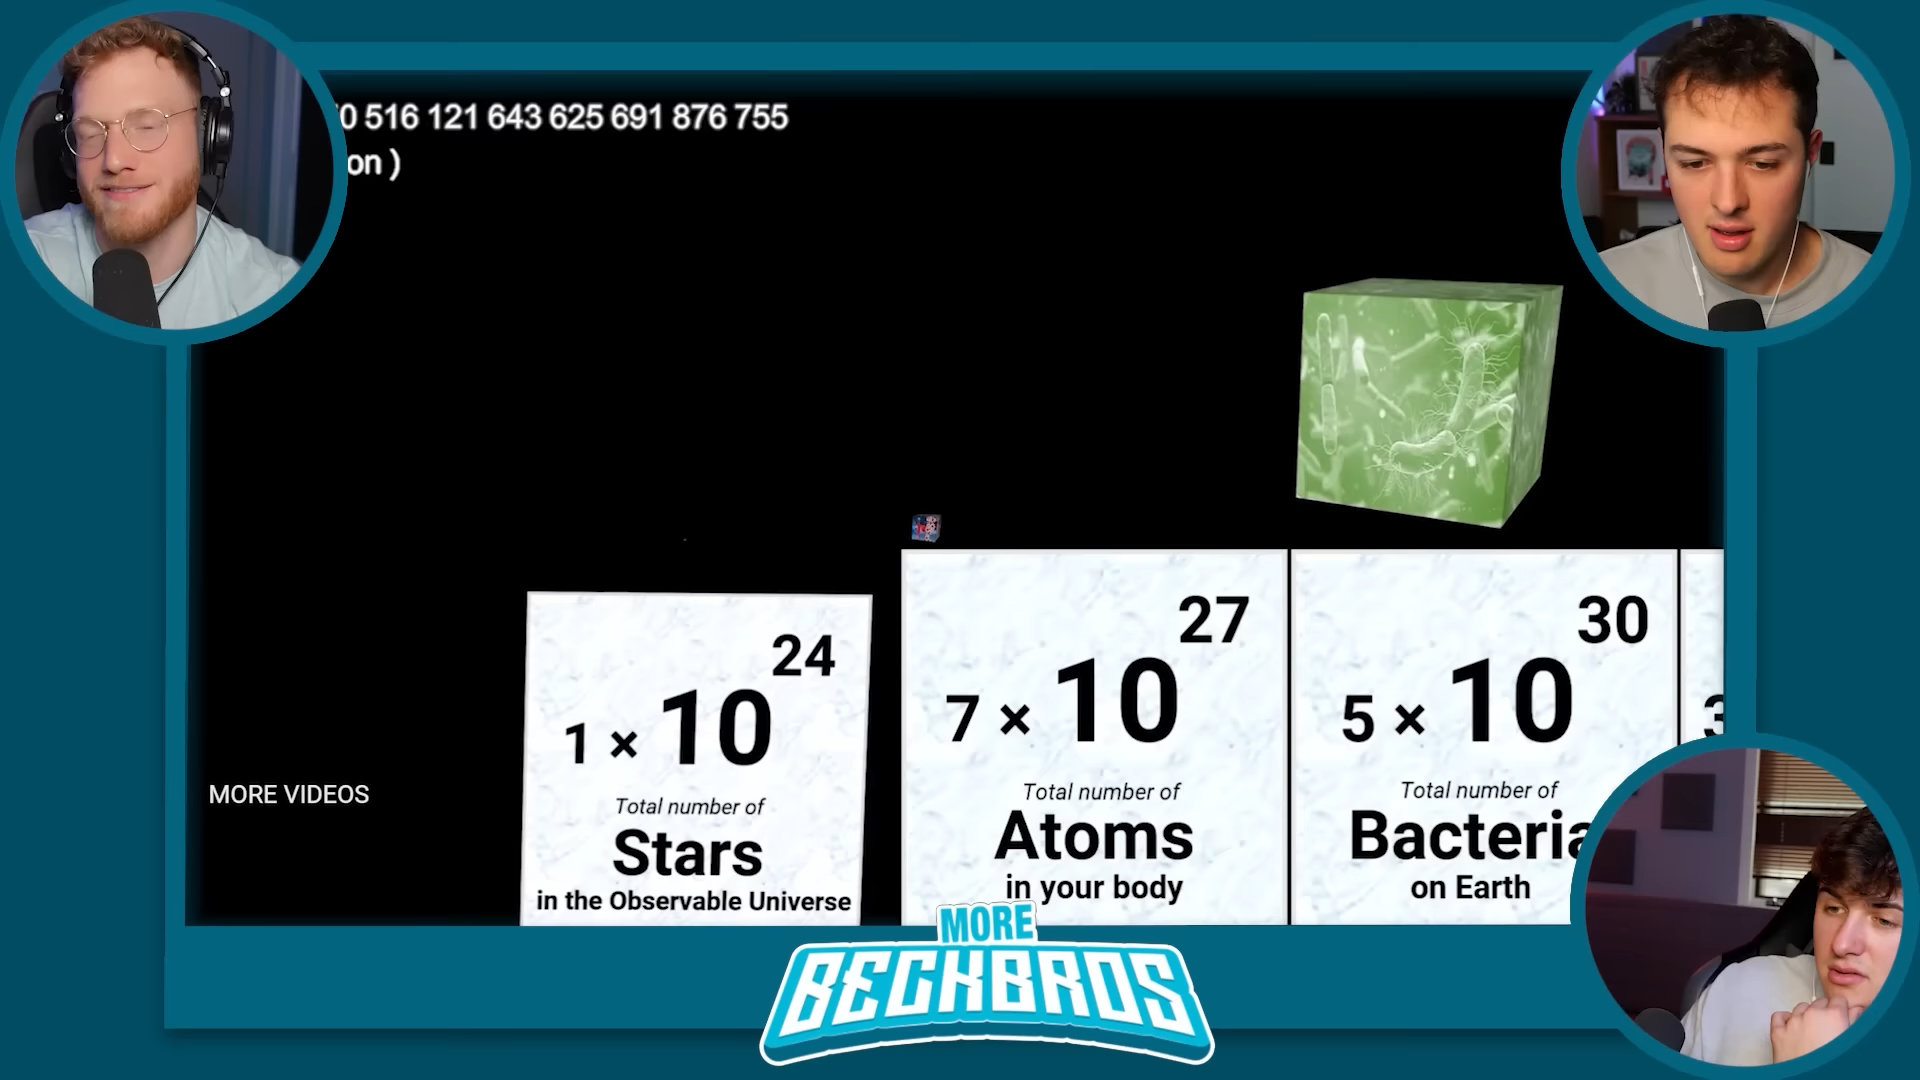 0 516 121 643 625 691 876 755
on )
24
1 × 10
Total number of
Stars
in the Observable Universe
27
7 × 10
Total number of
Atoms
in your body
30
5 × 10
Total number of
Bacteria
on Earth
3
MORE VIDEOS
MORE
BECKBROS